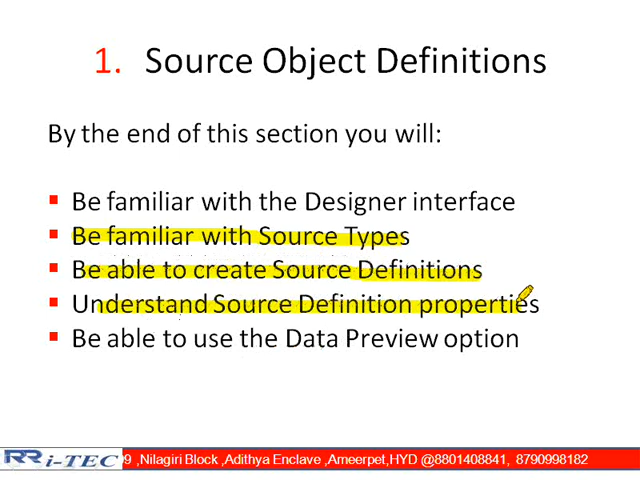 1. Source Object Definitions
By the end of this section you will:
▪ Be familiar with the Designer interface
▪ Be familiar with Source Types
▪ Be able to create Source Definitions
▪ Understand Source Definition properties
▪ Be able to use the Data Preview option
RR i-TEC 9 ,Nilagiri Block ,Adithya Enclave ,Ameerpet,HYD @8801408841, 8790998182